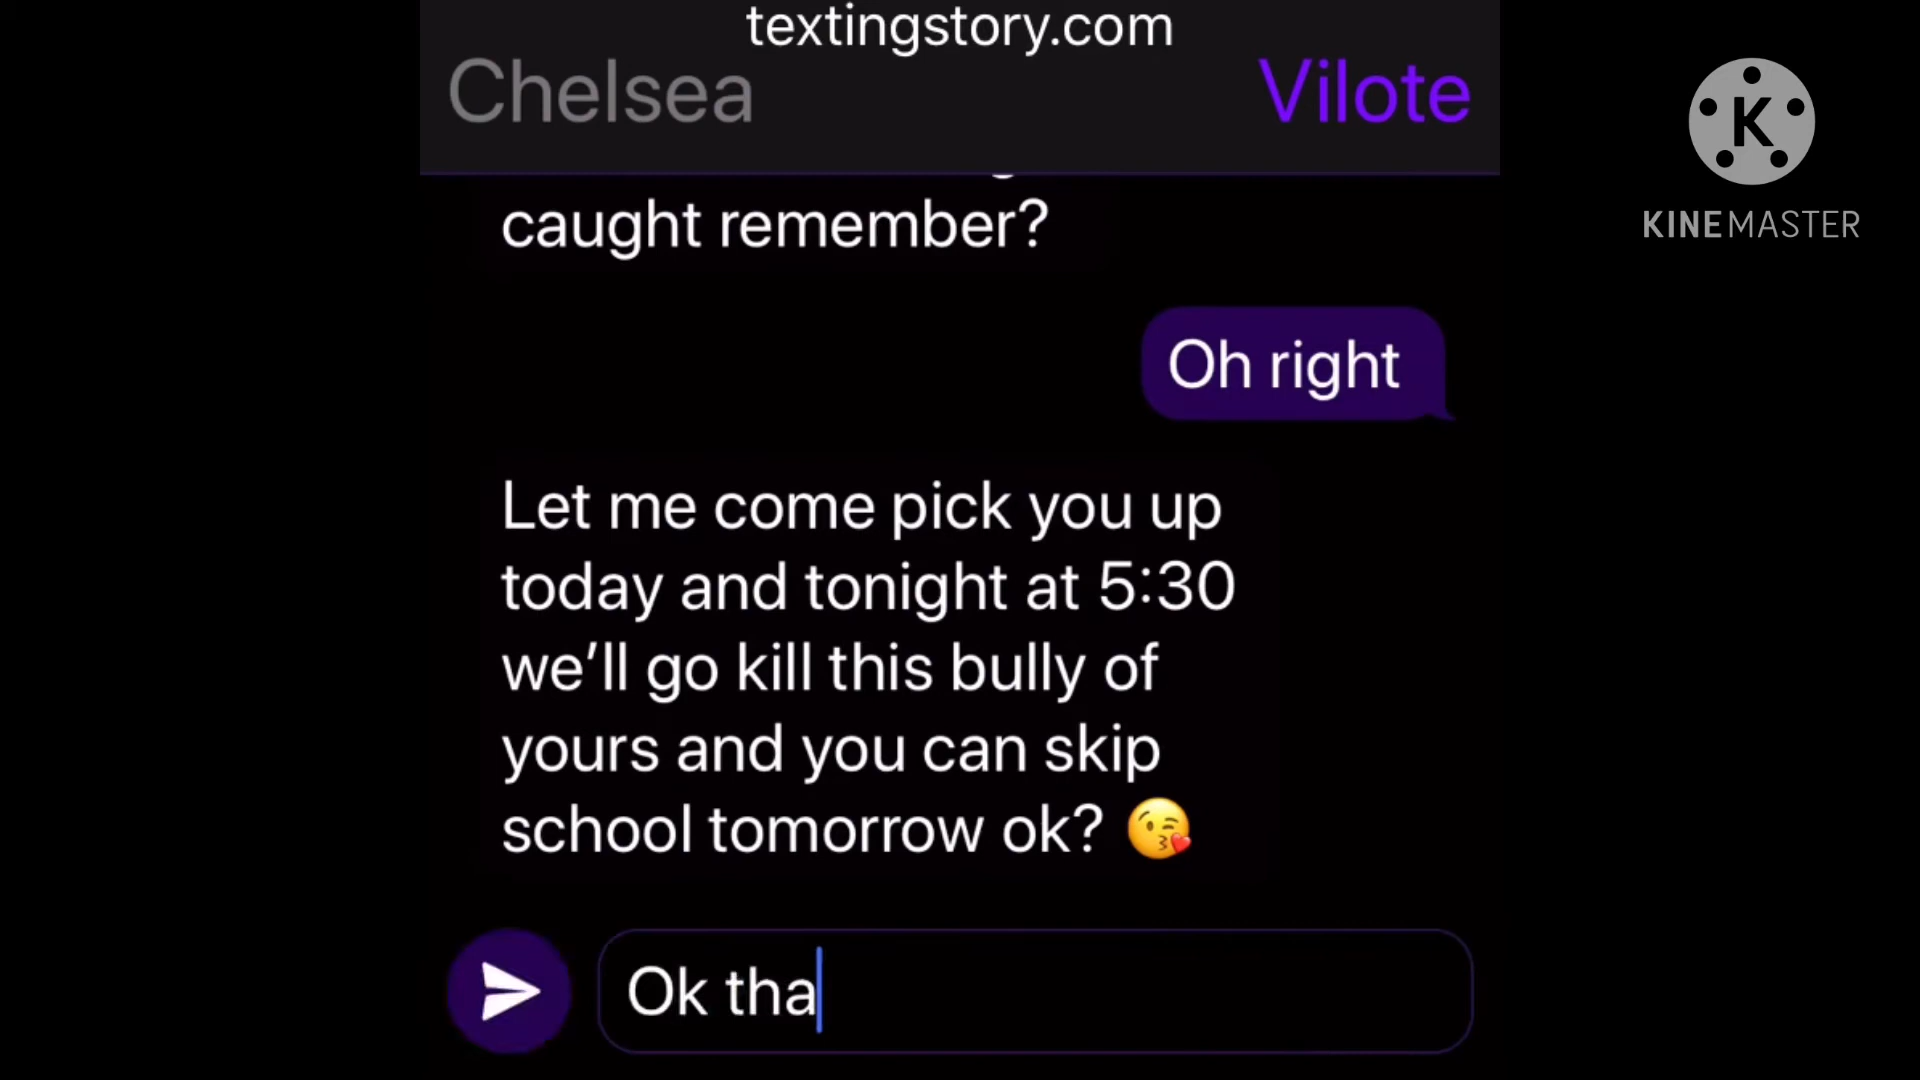 textingstory.com
Chelsea
Vilote
K
KINEMASTER
caught remember?
Oh right
Let me come pick you up
today and tonight at 5:30
we’ll go kill this bully of
yours and you can skip
school tomorrow ok? 😘
Ok tha